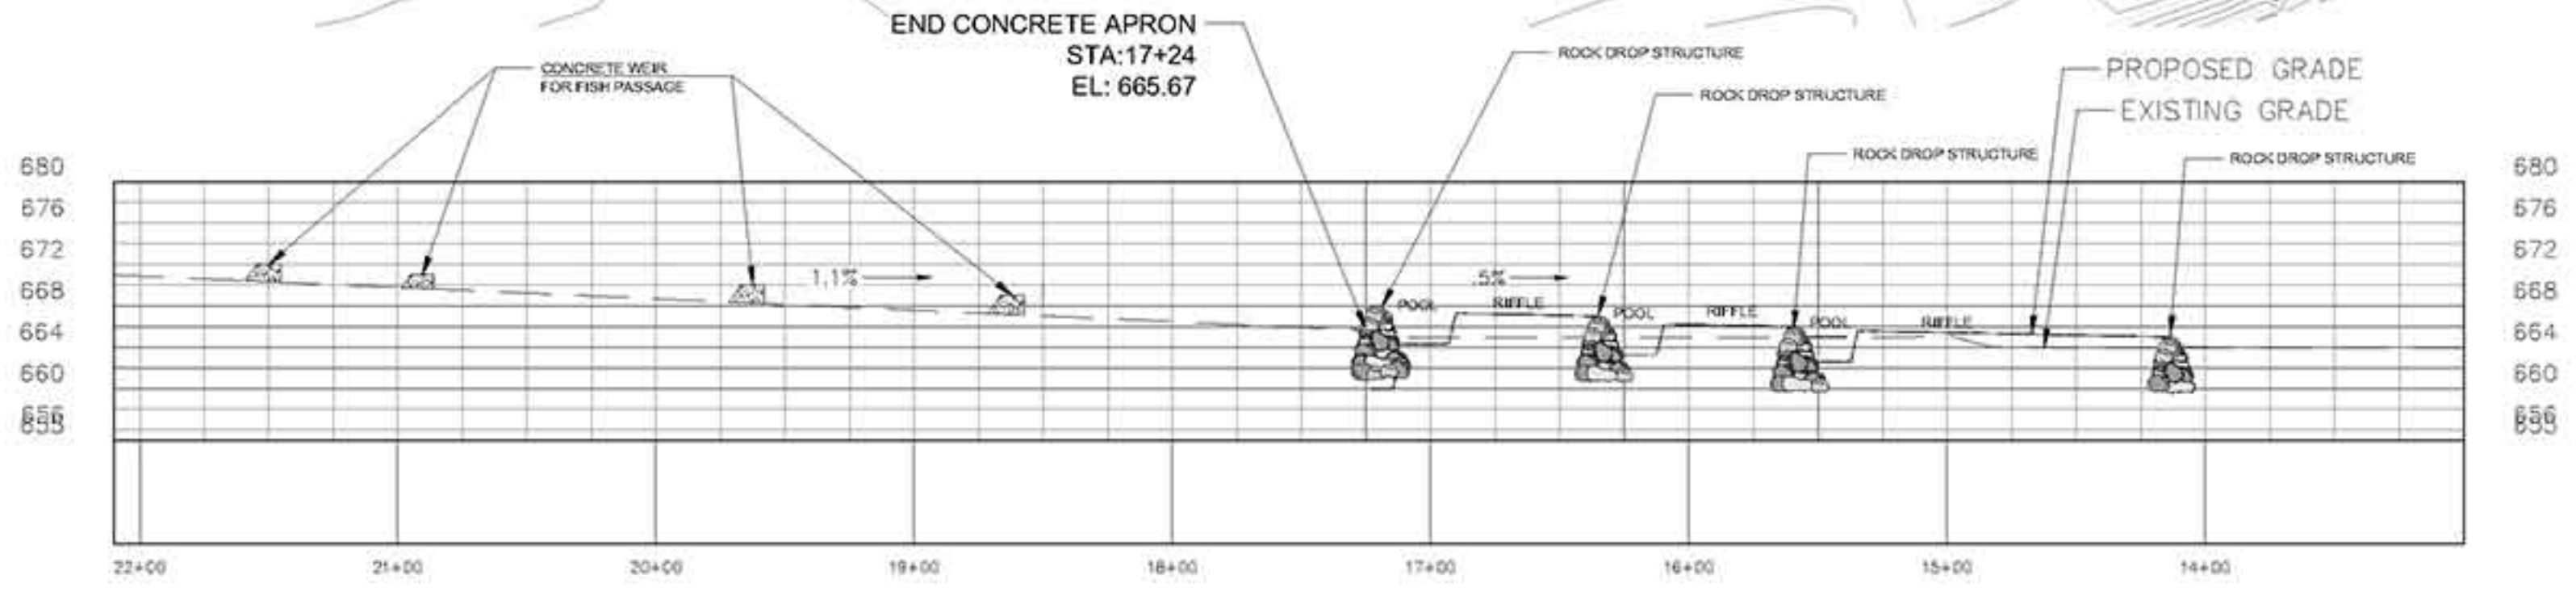 END CONCRETE APRON
STA:17+24
EL: 665.67
CONCRETE WEIR
FOR FISH PASSAGE
ROCK DROP STRUCTURE
ROCK DROP STRUCTURE
ROCK DROP STRUCTURE
ROCK DROP STRUCTURE
PROPOSED GRADE
EXISTING GRADE
680
676
672
668
664
660
656
655
680
676
672
668
664
660
656
655
1.1%
.5%
POOL
RIFFLE
POOL
RIFFLE
POOL
RIFFLE
22+00
21+00
20+00
19+00
18+00
17+00
16+00
15+00
14+00